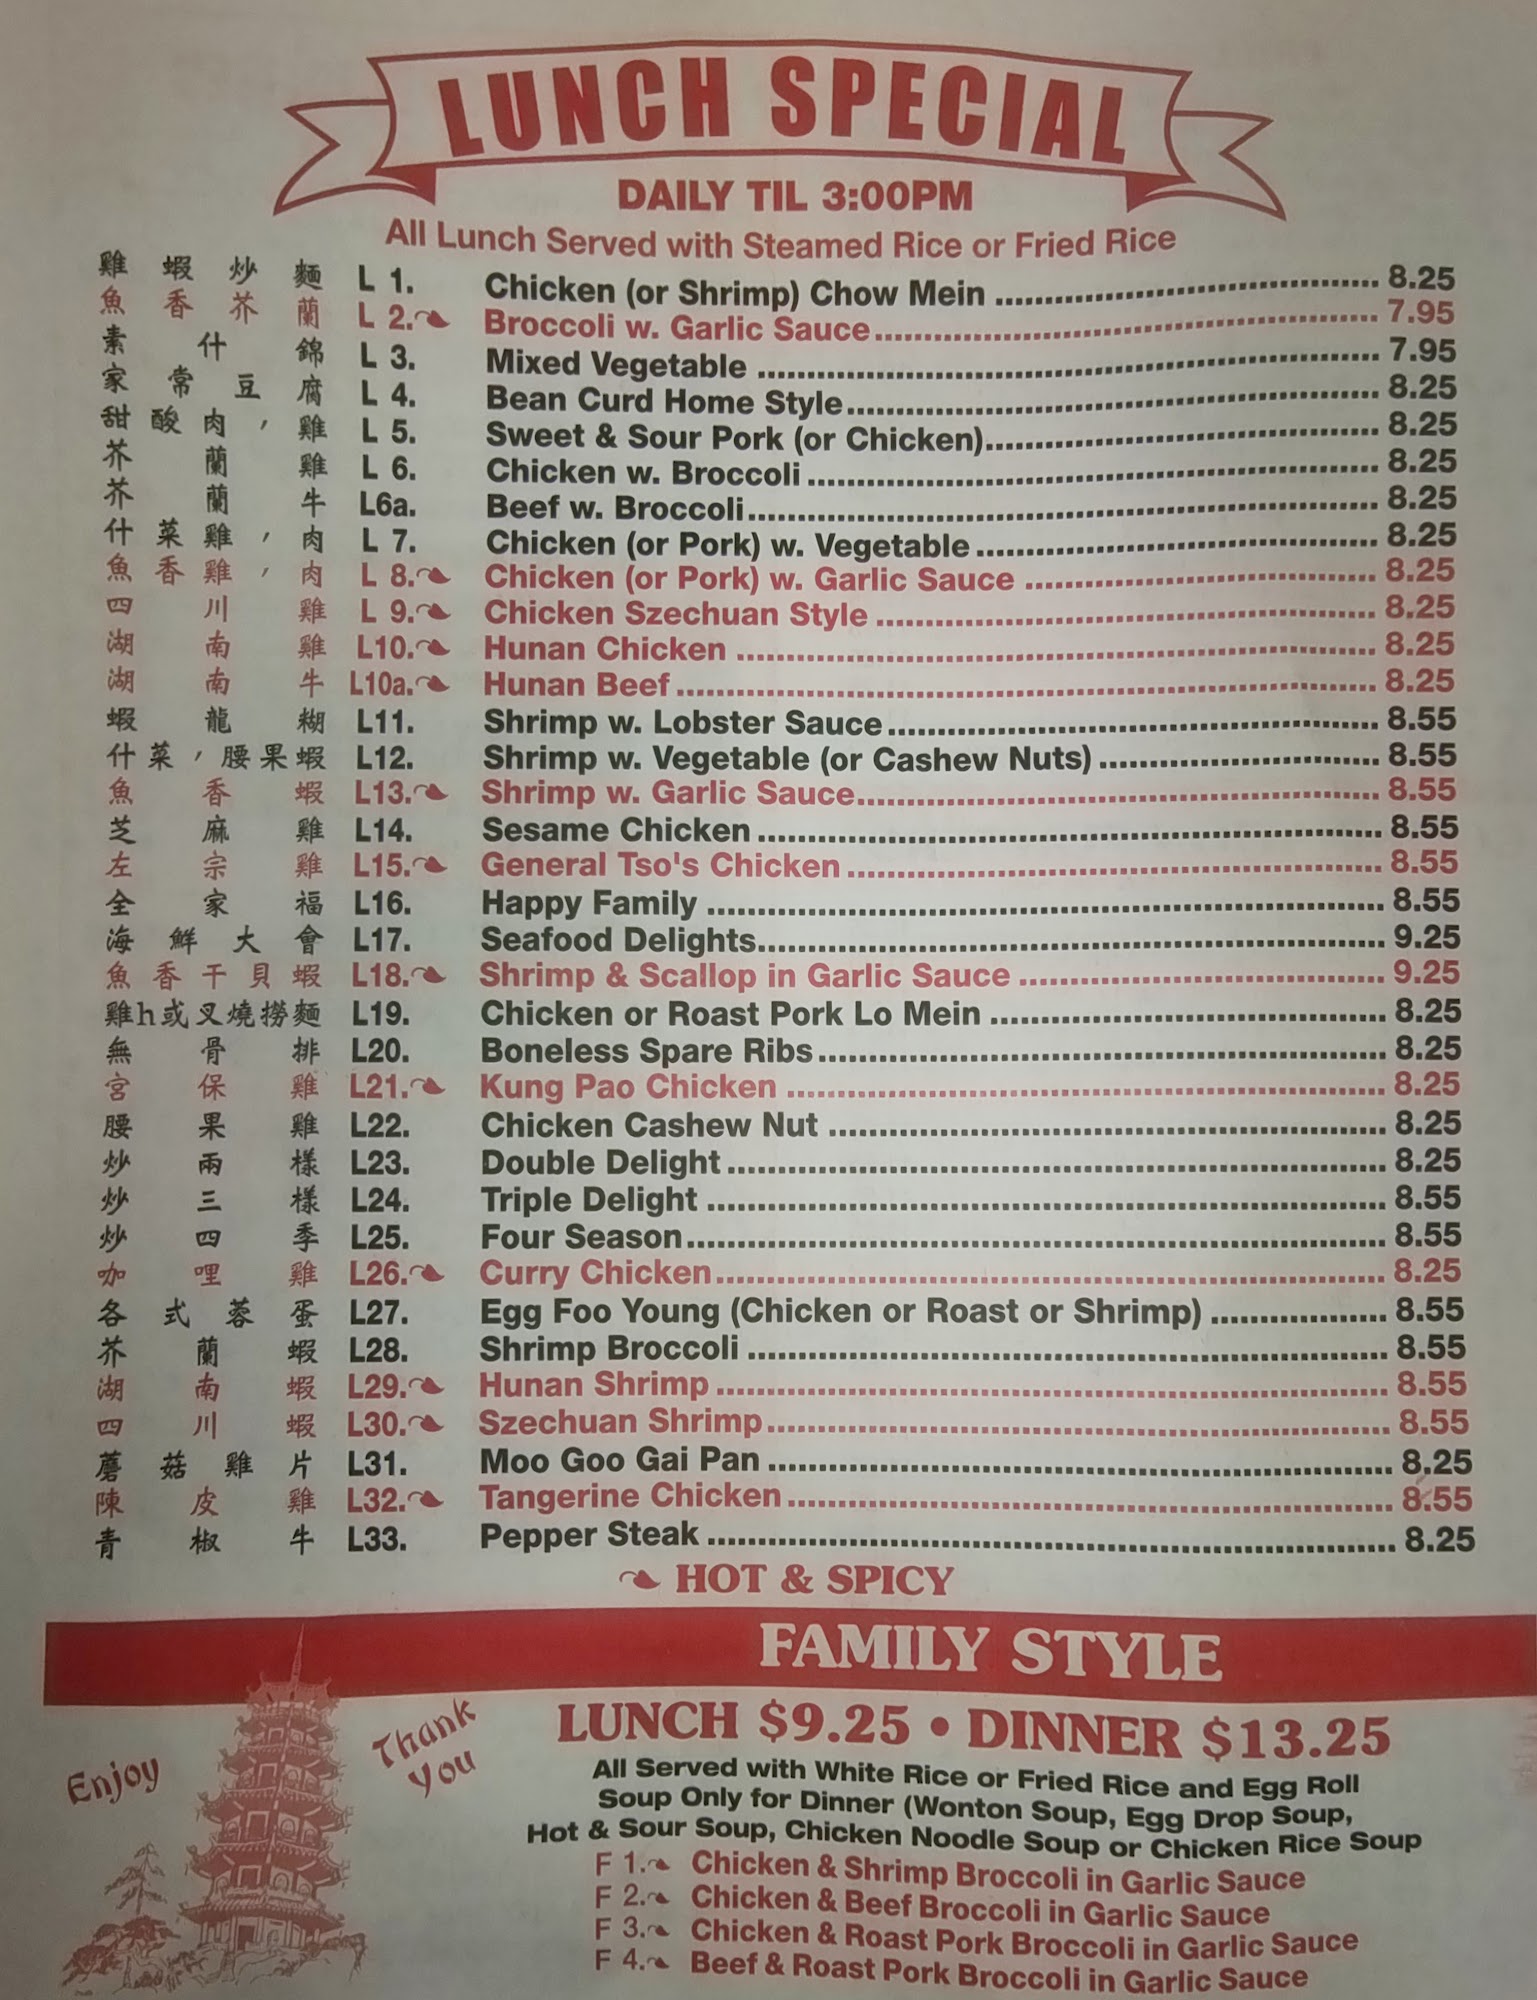 LUNCH SPECIAL
DAILY TIL 3:00PM
All Lunch Served with Steamed Rice or Fried Rice
雞蝦炒麵 L 1. Chicken (or Shrimp) Chow Mein 8.25
魚香芥蘭 L 2. Broccoli w. Garlic Sauce 7.95
素什錦 L 3. Mixed Vegetable 7.95
家常豆腐 L 4. Bean Curd Home Style 8.25
甜酸肉，雞 L 5. Sweet & Sour Pork (or Chicken) 8.25
芥蘭雞 L 6. Chicken w. Broccoli 8.25
芥蘭牛 L6a. Beef w. Broccoli 8.25
什菜雞，肉 L 7. Chicken (or Pork) w. Vegetable 8.25
魚香雞，肉 L 8. Chicken (or Pork) w. Garlic Sauce 8.25
四川雞 L 9. Chicken Szechuan Style 8.25
湖南雞 L10. Hunan Chicken 8.25
湖南牛 L10a. Hunan Beef 8.25
蝦龍糊 L11. Shrimp w. Lobster Sauce 8.55
什菜，腰果蝦 L12. Shrimp w. Vegetable (or Cashew Nuts) 8.55
魚香蝦 L13. Shrimp w. Garlic Sauce 8.55
芝麻雞 L14. Sesame Chicken 8.55
左宗雞 L15. General Tso's Chicken 8.55
全家福 L16. Happy Family 8.55
海鮮大會 L17. Seafood Delights 9.25
魚香干貝蝦 L18. Shrimp & Scallop in Garlic Sauce 9.25
雞h或叉燒撈麵 L19. Chicken or Roast Pork Lo Mein 8.25
無骨排 L20. Boneless Spare Ribs 8.25
宮保雞 L21. Kung Pao Chicken 8.25
腰果雞 L22. Chicken Cashew Nut 8.25
炒兩樣 L23. Double Delight 8.25
炒三樣 L24. Triple Delight 8.55
炒四季 L25. Four Season 8.55
咖哩雞 L26. Curry Chicken 8.25
各式蓉蛋 L27. Egg Foo Young (Chicken or Roast or Shrimp) 8.55
芥蘭蝦 L28. Shrimp Broccoli 8.55
湖南蝦 L29. Hunan Shrimp 8.55
四川蝦 L30. Szechuan Shrimp 8.55
蘑菇雞片 L31. Moo Goo Gai Pan 8.25
陳皮雞 L32. Tangerine Chicken 8.55
青椒牛 L33. Pepper Steak 8.25
HOT & SPICY
FAMILY STYLE
Enjoy
Thank You
LUNCH $9.25 • DINNER $13.25
All Served with White Rice or Fried Rice and Egg Roll
Soup Only for Dinner (Wonton Soup, Egg Drop Soup,
Hot & Sour Soup, Chicken Noodle Soup or Chicken Rice Soup
F 1. Chicken & Shrimp Broccoli in Garlic Sauce
F 2. Chicken & Beef Broccoli in Garlic Sauce
F 3. Chicken & Roast Pork Broccoli in Garlic Sauce
F 4. Beef & Roast Pork Broccoli in Garlic Sauce